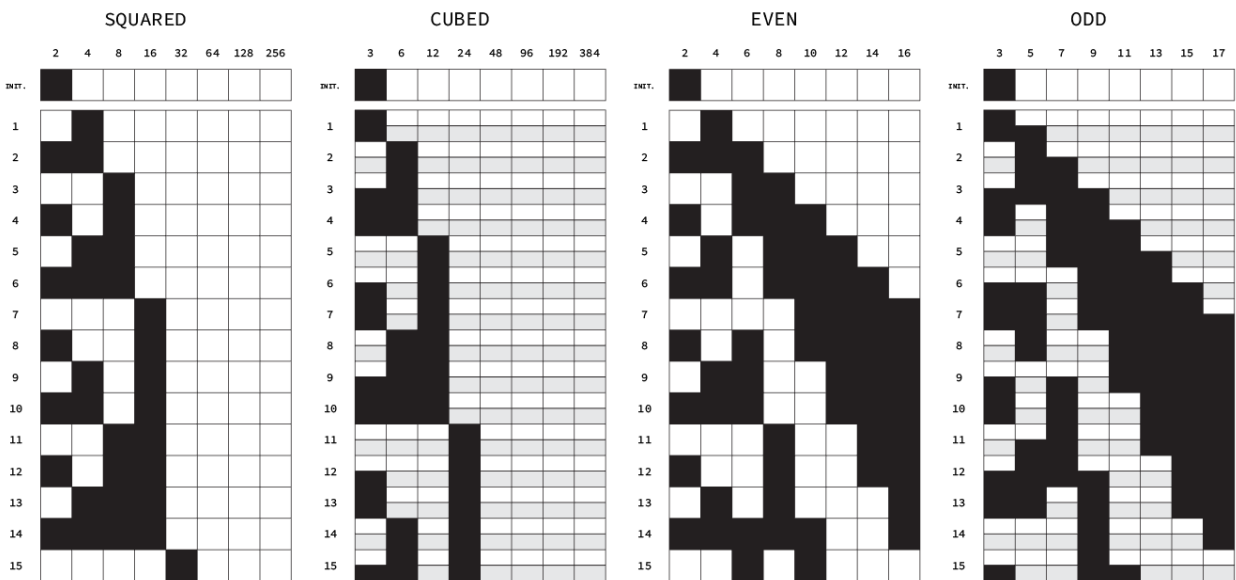 SQUARED CUBED EVEN ODD
2 4 8 16 32 64 128 256 3 6 12 24 48 96 192 384 2 4 6 8 10 12 14 16 3 5 7 9 11 13 15 17
INIT. INIT. INIT. INIT.
1 1 1 1
2 2 2 2
3 3 3 3
4 4 4 4
5 5 5 5
6 6 6 6
7 7 7 7
8 8 8 8
9 9 9 9
10 10 10 10
11 11 11 11
12 12 12 12
13 13 13 13
14 14 14 14
15 15 15 15